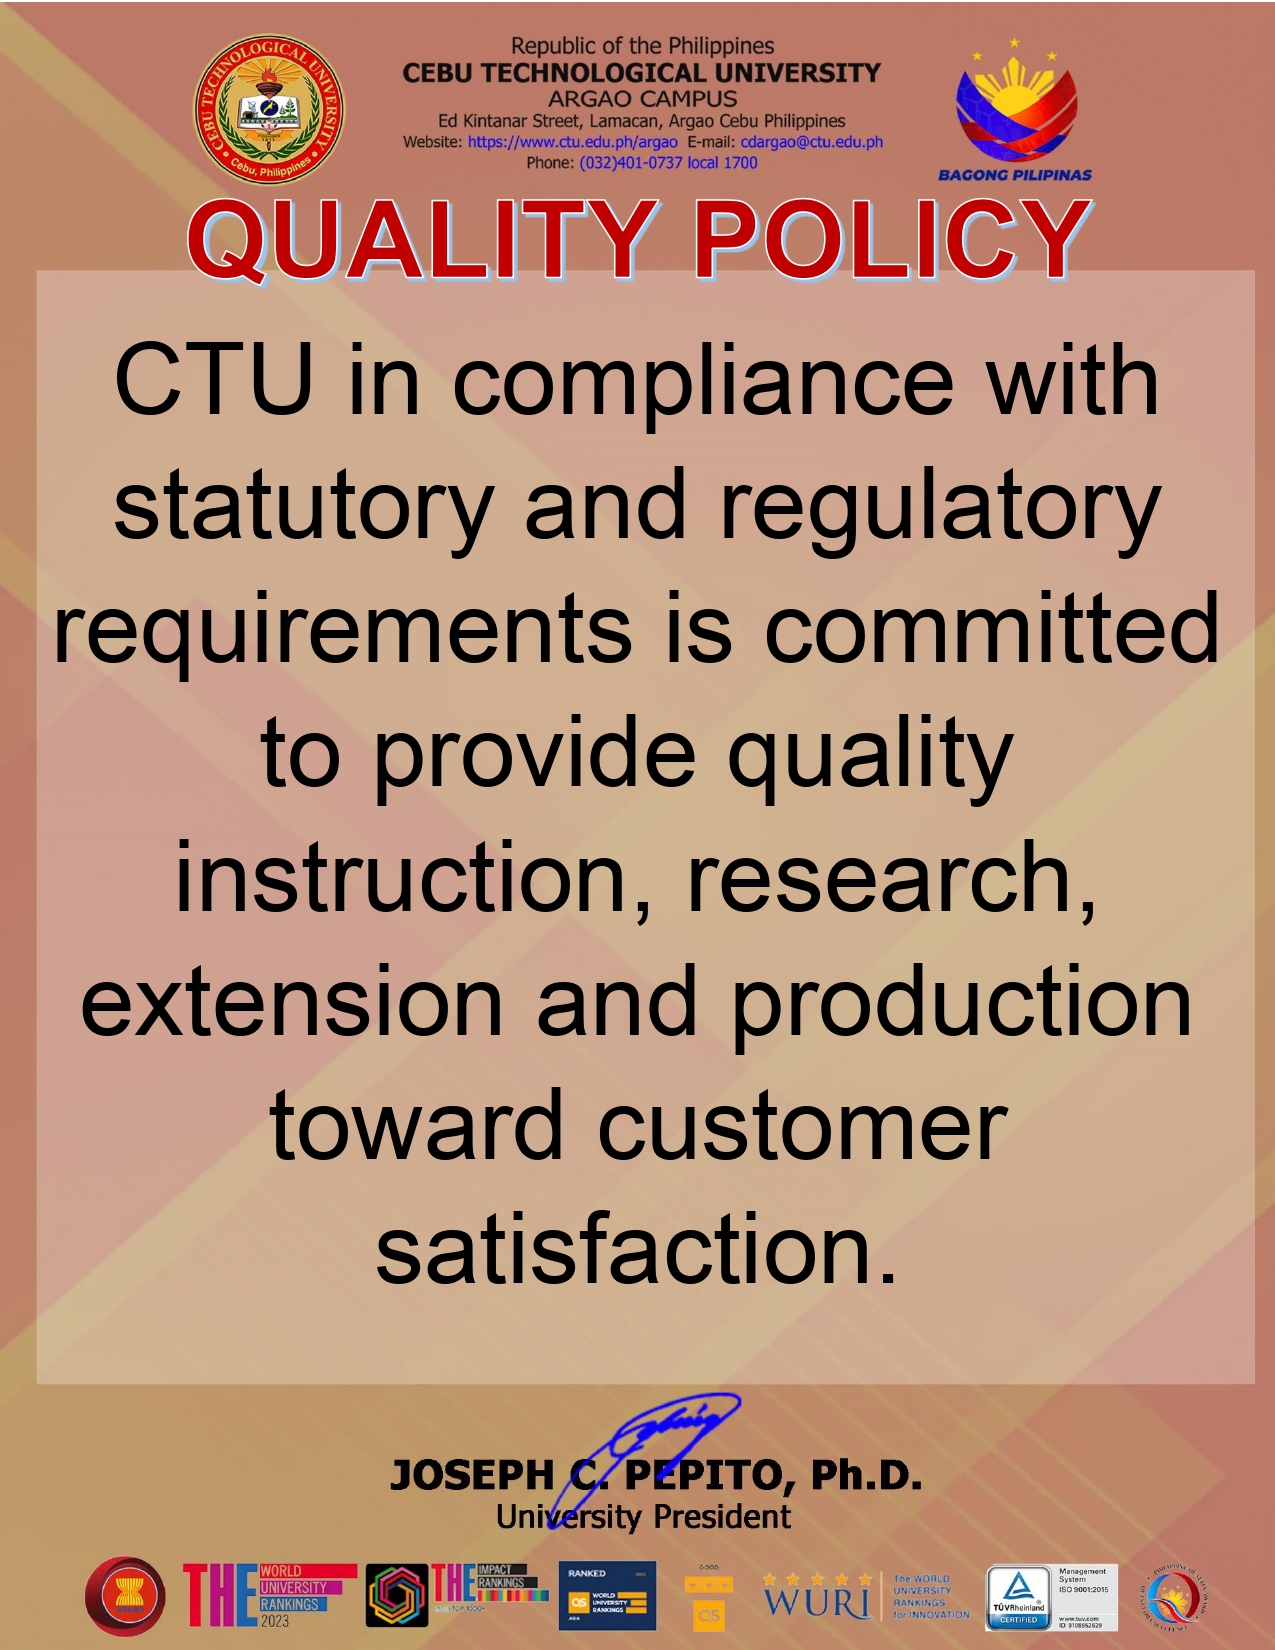 Republic of the Philippines
CEBU TECHNOLOGICAL UNIVERSITY
ARGAO CAMPUS
Ed Kintanar Street, Lamacan, Argao Cebu Philippines
Website: https://www.ctu.edu.ph/argao E-mail: cdargao@ctu.edu.ph
Phone: (032)401-0737 local 1700
CEBU TECHNOLOGICAL UNIVERSITY
Cebu, Philippines
BAGONG PILIPINAS
QUALITY POLICY
CTU in compliance with
statutory and regulatory
requirements is committed
to provide quality
instruction, research,
extension and production
toward customer
satisfaction.
JOSEPH C. PEPITO, Ph.D.
University President
THE WORLD
UNIVERSITY
RANKINGS
2023
THE IMPACT
RANKINGS
RANKED
QS WORLD
UNIVERSITY
RANKINGS
ASIA
GOOD
QS
WURI
The WORLD
UNIVERSITY
RANKINGS
for INNOVATION
TÜVRheinland
CERTIFIED
Management
System
ISO 9001:2015
www.tuv.com